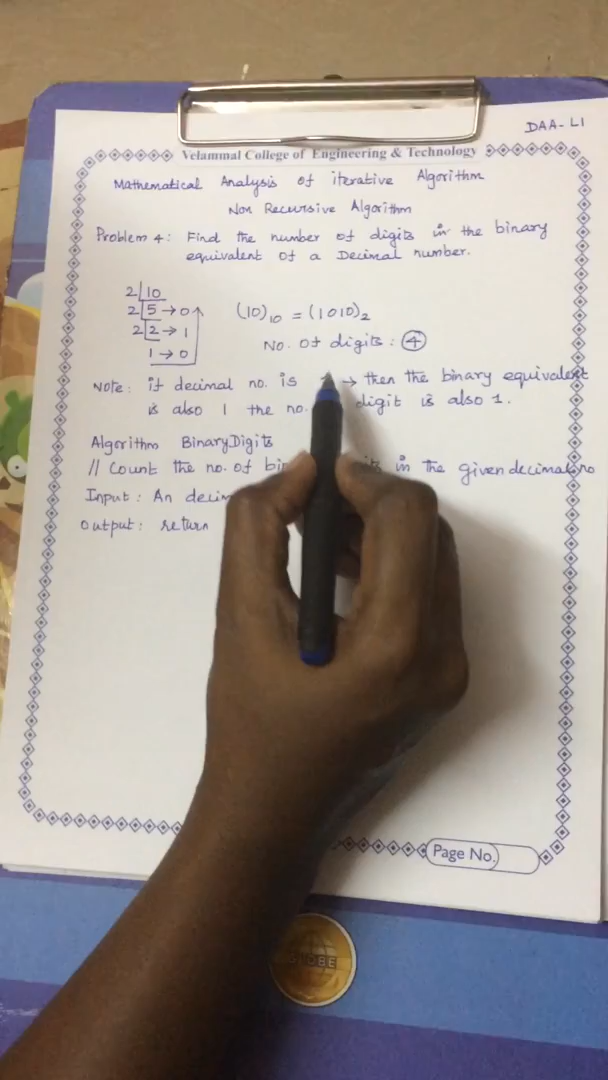 DAA-L1
Velammal College of Engineering & Technology
Mathematical Analysis of iterative Algorithm
Non Recursive Algorithm
Problem 4: Find the number of digits in the binary
equivalent of a Decimal number.
2 10
2 5 → 0
2 2 → 1
1 → 0
(10)10 = (1010)2
No. of digits : 4
Note: if decimal no. is → then the binary equivalent
is also 1 the no. digit is also 1.
Algorithm BinaryDigits
// Count the no. of in the given decimal no
Input: An
Output: return
Page No.
GLOBE